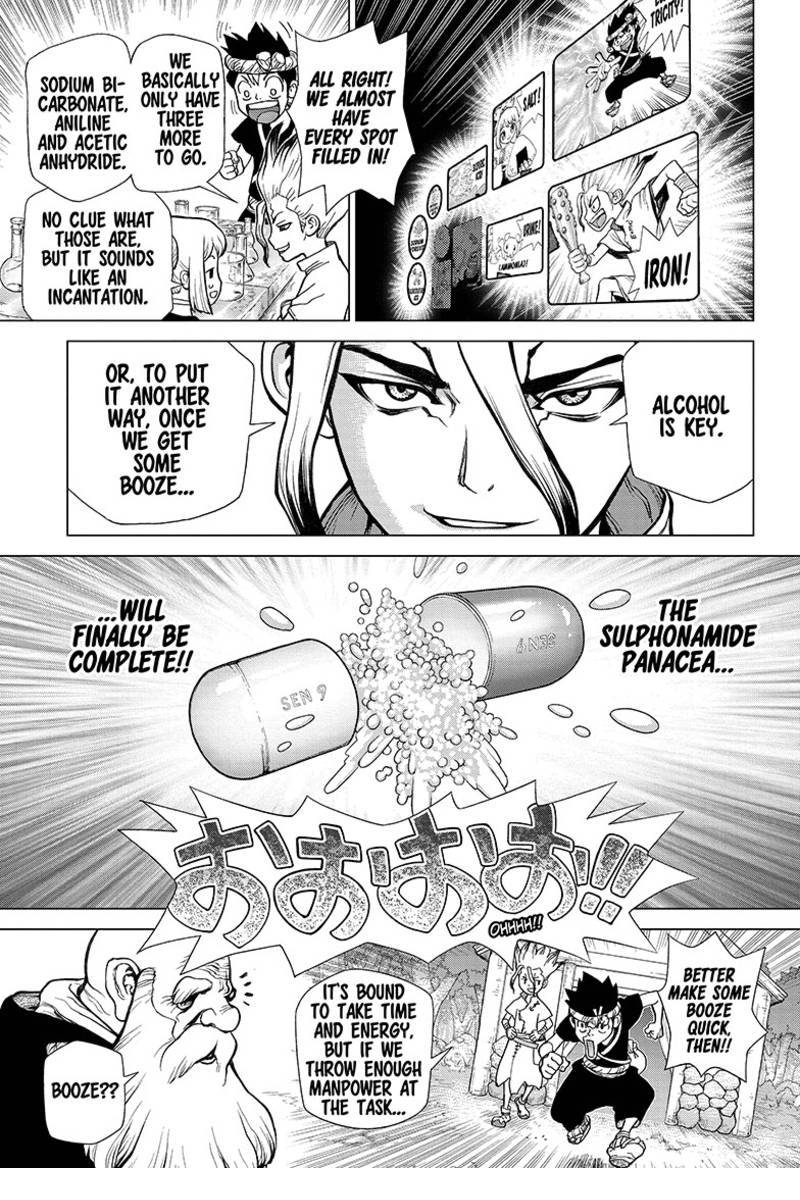 ALL RIGHT!
WE ALMOST
HAVE
EVERY SPOT
FILLED IN!
WE
BASICALLY
ONLY HAVE
THREE
MORE
TO GO.
SODIUM BI-
CARBONATE,
ANILINE
AND ACETIC
ANHYDRIDE.
NO CLUE WHAT
THOSE ARE,
BUT IT SOUNDS
LIKE AN
INCANTATION.
TRICITY!
SALT!
IRON!
URINE!
(AMMONIA)
ALCOHOL
IS KEY.
OR, TO PUT
IT ANOTHER
WAY, ONCE
WE GET
SOME
BOOZE...
THE
SULPHONAMIDE
PANACEA...
...WILL
FINALLY BE
COMPLETE!!
SEN 9
SEN 9
おおおお!!
OHHHH!!
BETTER
MAKE SOME
BOOZE
QUICK,
THEN!!
IT'S BOUND
TO TAKE TIME
AND ENERGY,
BUT IF WE
THROW ENOUGH
MANPOWER AT
THE TASK...
BOOZE??